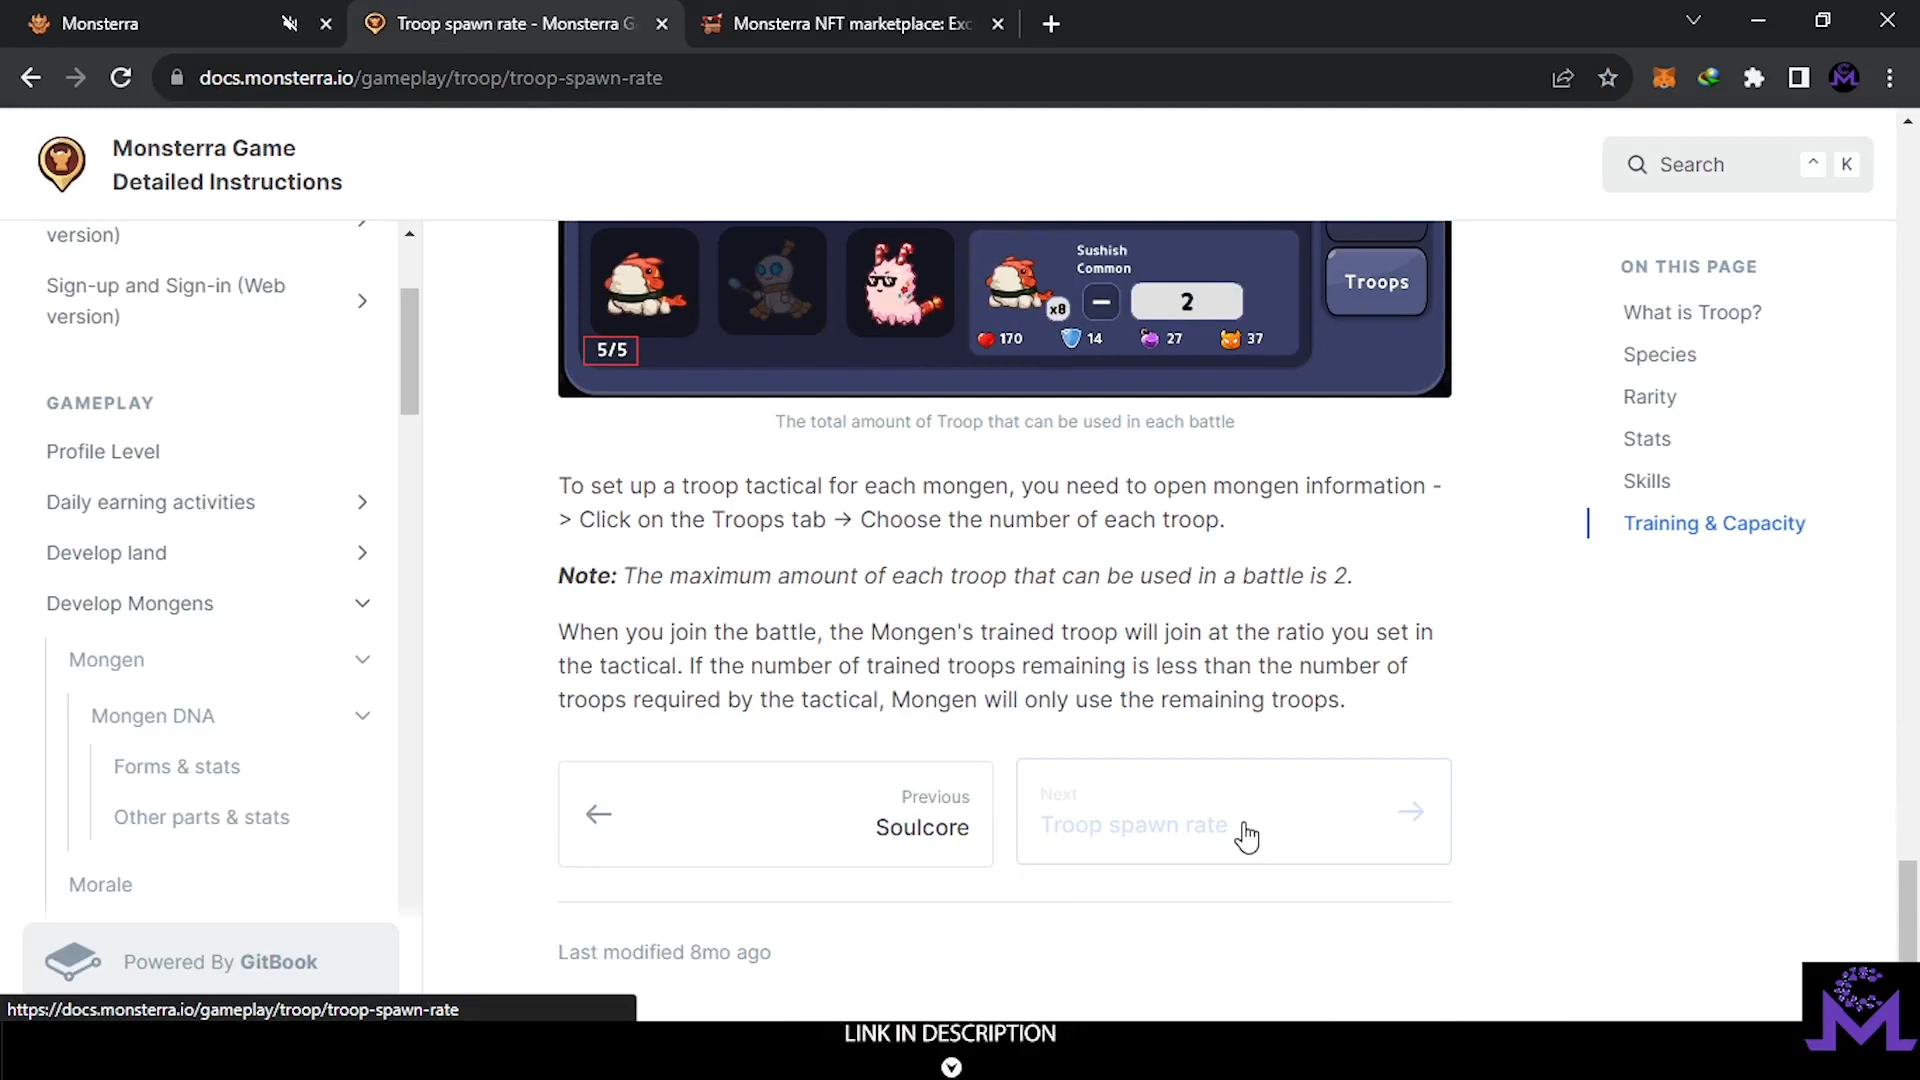 Monsterra
Troop spawn rate - Monsterra G
Monsterra NFT marketplace: Exc
docs.monsterra.io/gameplay/troop/troop-spawn-rate
Monsterra Game
Detailed Instructions
Search
^ K
version)
Sign-up and Sign-in (Web
version)
GAMEPLAY
Profile Level
Daily earning activities
Develop land
Develop Mongens
Mongen
Mongen DNA
Forms & stats
Other parts & stats
Morale
Powered By GitBook
Sushish
Common
x8
2
170 14 27 37
5/5
Troops
The total amount of Troop that can be used in each battle
To set up a troop tactical for each mongen, you need to open mongen information -
> Click on the Troops tab → Choose the number of each troop.
Note: The maximum amount of each troop that can be used in a battle is 2.
When you join the battle, the Mongen's trained troop will join at the ratio you set in
the tactical. If the number of trained troops remaining is less than the number of
troops required by the tactical, Mongen will only use the remaining troops.
Previous
Soulcore
Next
Troop spawn rate
Last modified 8mo ago
ON THIS PAGE
What is Troop?
Species
Rarity
Stats
Skills
Training & Capacity
https://docs.monsterra.io/gameplay/troop/troop-spawn-rate
LINK IN DESCRIPTION